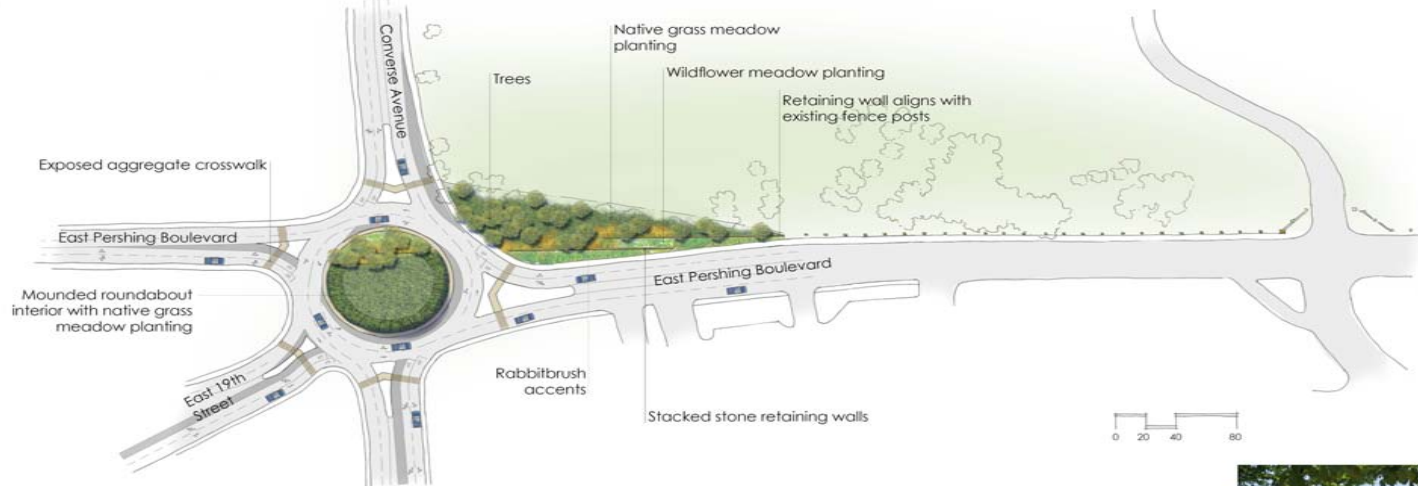 Native grass meadow
planting
Converse Avenue
Trees
Wildflower meadow planting
Retaining wall aligns with
existing fence posts
Exposed aggregate crosswalk
East Pershing Boulevard
East Pershing Boulevard
Mounded roundabout
interior with native grass
meadow planting
East 19th
Street
Rabbitbrush
accents
Stacked stone retaining walls
0 20 40 80